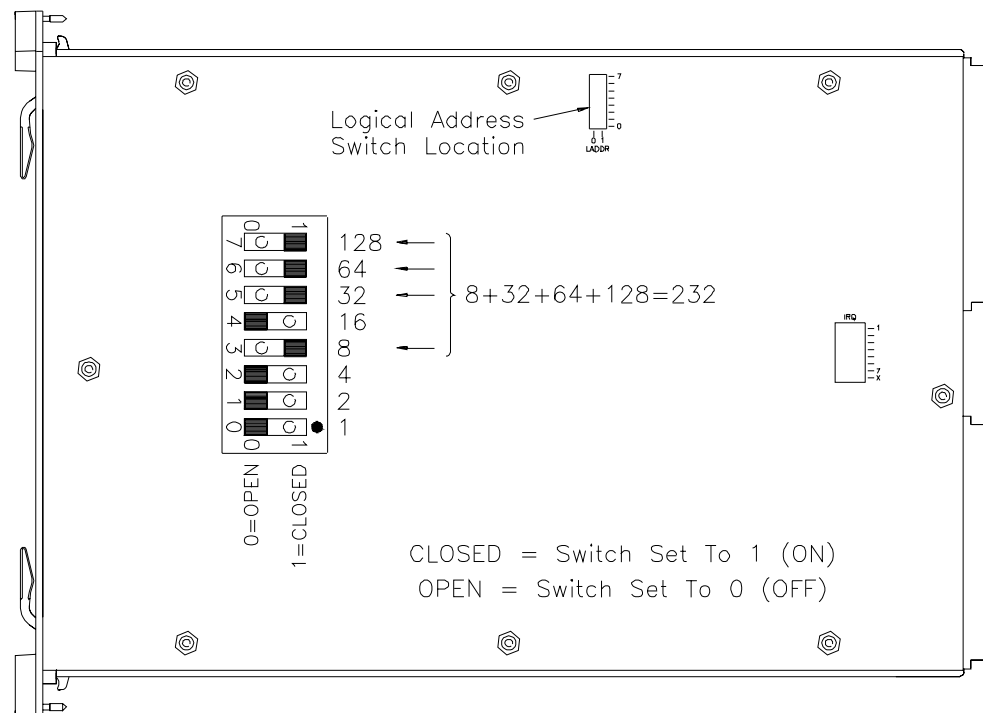 7
Logical Address
Switch Location
0
0 1
LADDR
0 1
7 128
6 64
5 32
8+32+64+128=232
4 16
3 8
2 4
1 2
0 1
0 1
0=OPEN
1=CLOSED
IRQ
1
7
X
CLOSED = Switch Set To 1 (ON)
OPEN = Switch Set To 0 (OFF)